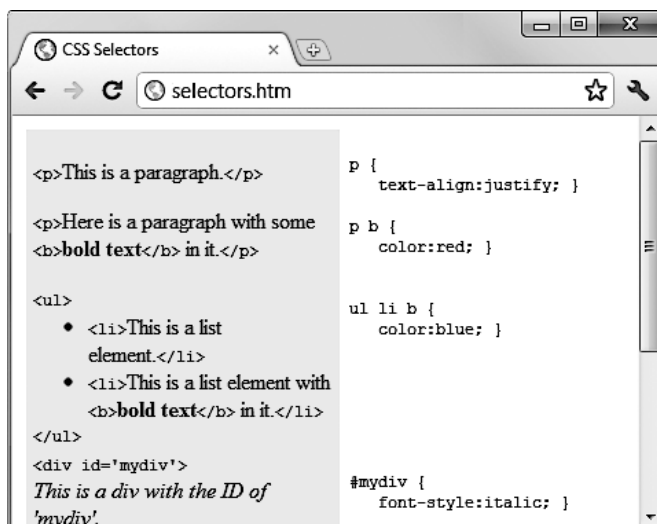 CSS Selectors
selectors.htm
<p>This is a paragraph.</p>
<p>Here is a paragraph with some
<b>bold text</b> in it.</p>
<ul>
• <li>This is a list
element.</li>
• <li>This is a list element with
<b>bold text</b> in it.</li>
</ul>
<div id='mydiv'>
This is a div with the ID of
'mydiv'.
p {
text-align:justify; }
p b {
color:red; }
ul li b {
color:blue; }
#mydiv {
font-style:italic; }